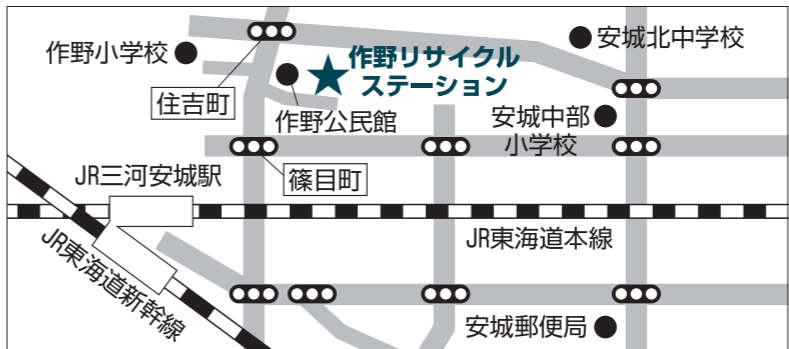 作野小学校
住吉町
作野リサイクル
ステーション
作野公民館
安城北中学校
安城中部
小学校
篠目町
JR三河安城駅
JR東海道本線
JR東海道新幹線
安城郵便局